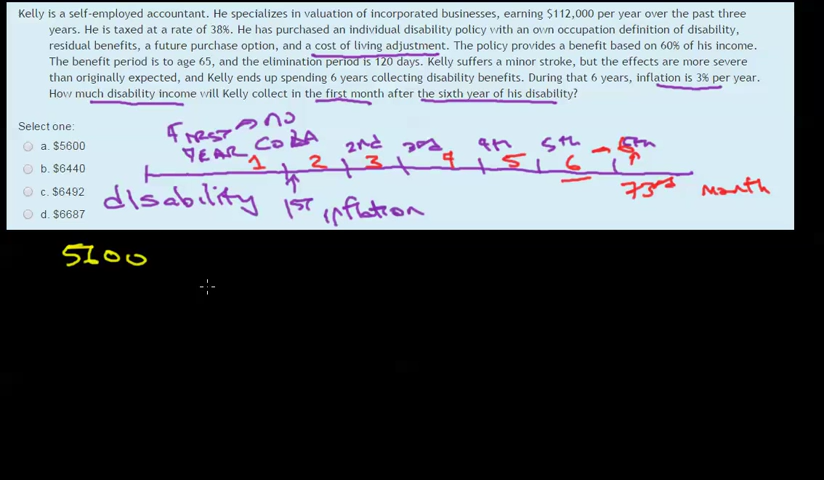 Kelly is a self-employed accountant. He specializes in valuation of incorporated businesses, earning $112,000 per year over the past three
years. He is taxed at a rate of 38%. He has purchased an individual disability policy with an own occupation definition of disability,
residual benefits, a future purchase option, and a cost of living adjustment. The policy provides a benefit based on 60% of his income.
The benefit period is to age 65, and the elimination period is 120 days. Kelly suffers a minor stroke, but the effects are more severe
than originally expected, and Kelly ends up spending 6 years collecting disability benefits. During that 6 years, inflation is 3% per year.
How much disability income will Kelly collect in the first month after the sixth year of his disability?
Select one:
a. $5600
b. $6440
c. $6492
d. $6687
FIRST → no
YEAR COLA 2nd 3rd 4th 5th → 6th
1 2 3 4 5 6
disability 1st inflation 73rd month
5600